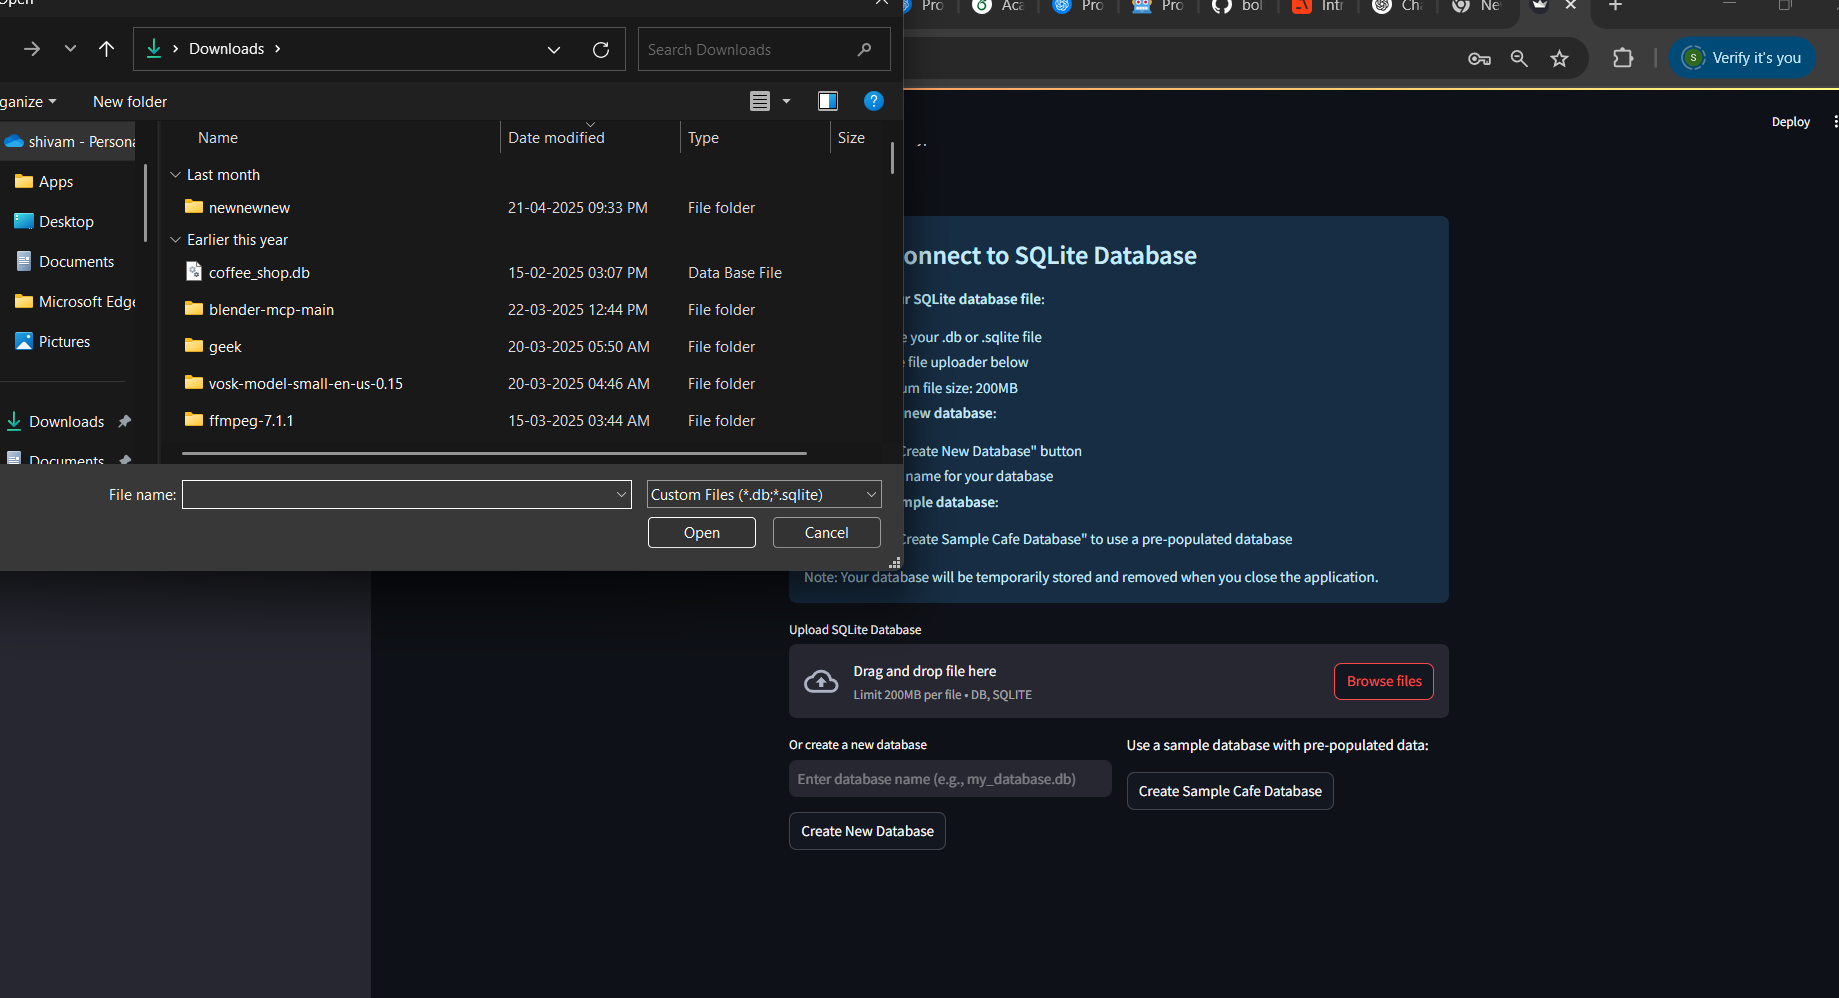 Open
Pro
Aca
Pro
Pro
bol
Intr
Cha
Ne
Downloads
Search Downloads
Verify it's you
ganize
New folder
Deploy
Name
Date modified
Type
Size
shivam - Persona
Apps
Desktop
Documents
Microsoft Edge
Pictures
Downloads
Documents
Last month
newnewnew 21-04-2025 09:33 PM File folder
Earlier this year
coffee_shop.db 15-02-2025 03:07 PM Data Base File
blender-mcp-main 22-03-2025 12:44 PM File folder
geek 20-03-2025 05:50 AM File folder
vosk-model-small-en-us-0.15 20-03-2025 04:46 AM File folder
ffmpeg-7.1.1 15-03-2025 03:44 AM File folder
File name:
Custom Files (*.db;*.sqlite)
Open
Cancel
onnect to SQLite Database
r SQLite database file:
e your .db or .sqlite file
file uploader below
um file size: 200MB
new database:
Create New Database" button
name for your database
mple database:
Create Sample Cafe Database" to use a pre-populated database
Note: Your database will be temporarily stored and removed when you close the application.
Upload SQLite Database
Drag and drop file here
Limit 200MB per file • DB, SQLITE
Browse files
Or create a new database
Enter database name (e.g., my_database.db)
Create New Database
Use a sample database with pre-populated data:
Create Sample Cafe Database